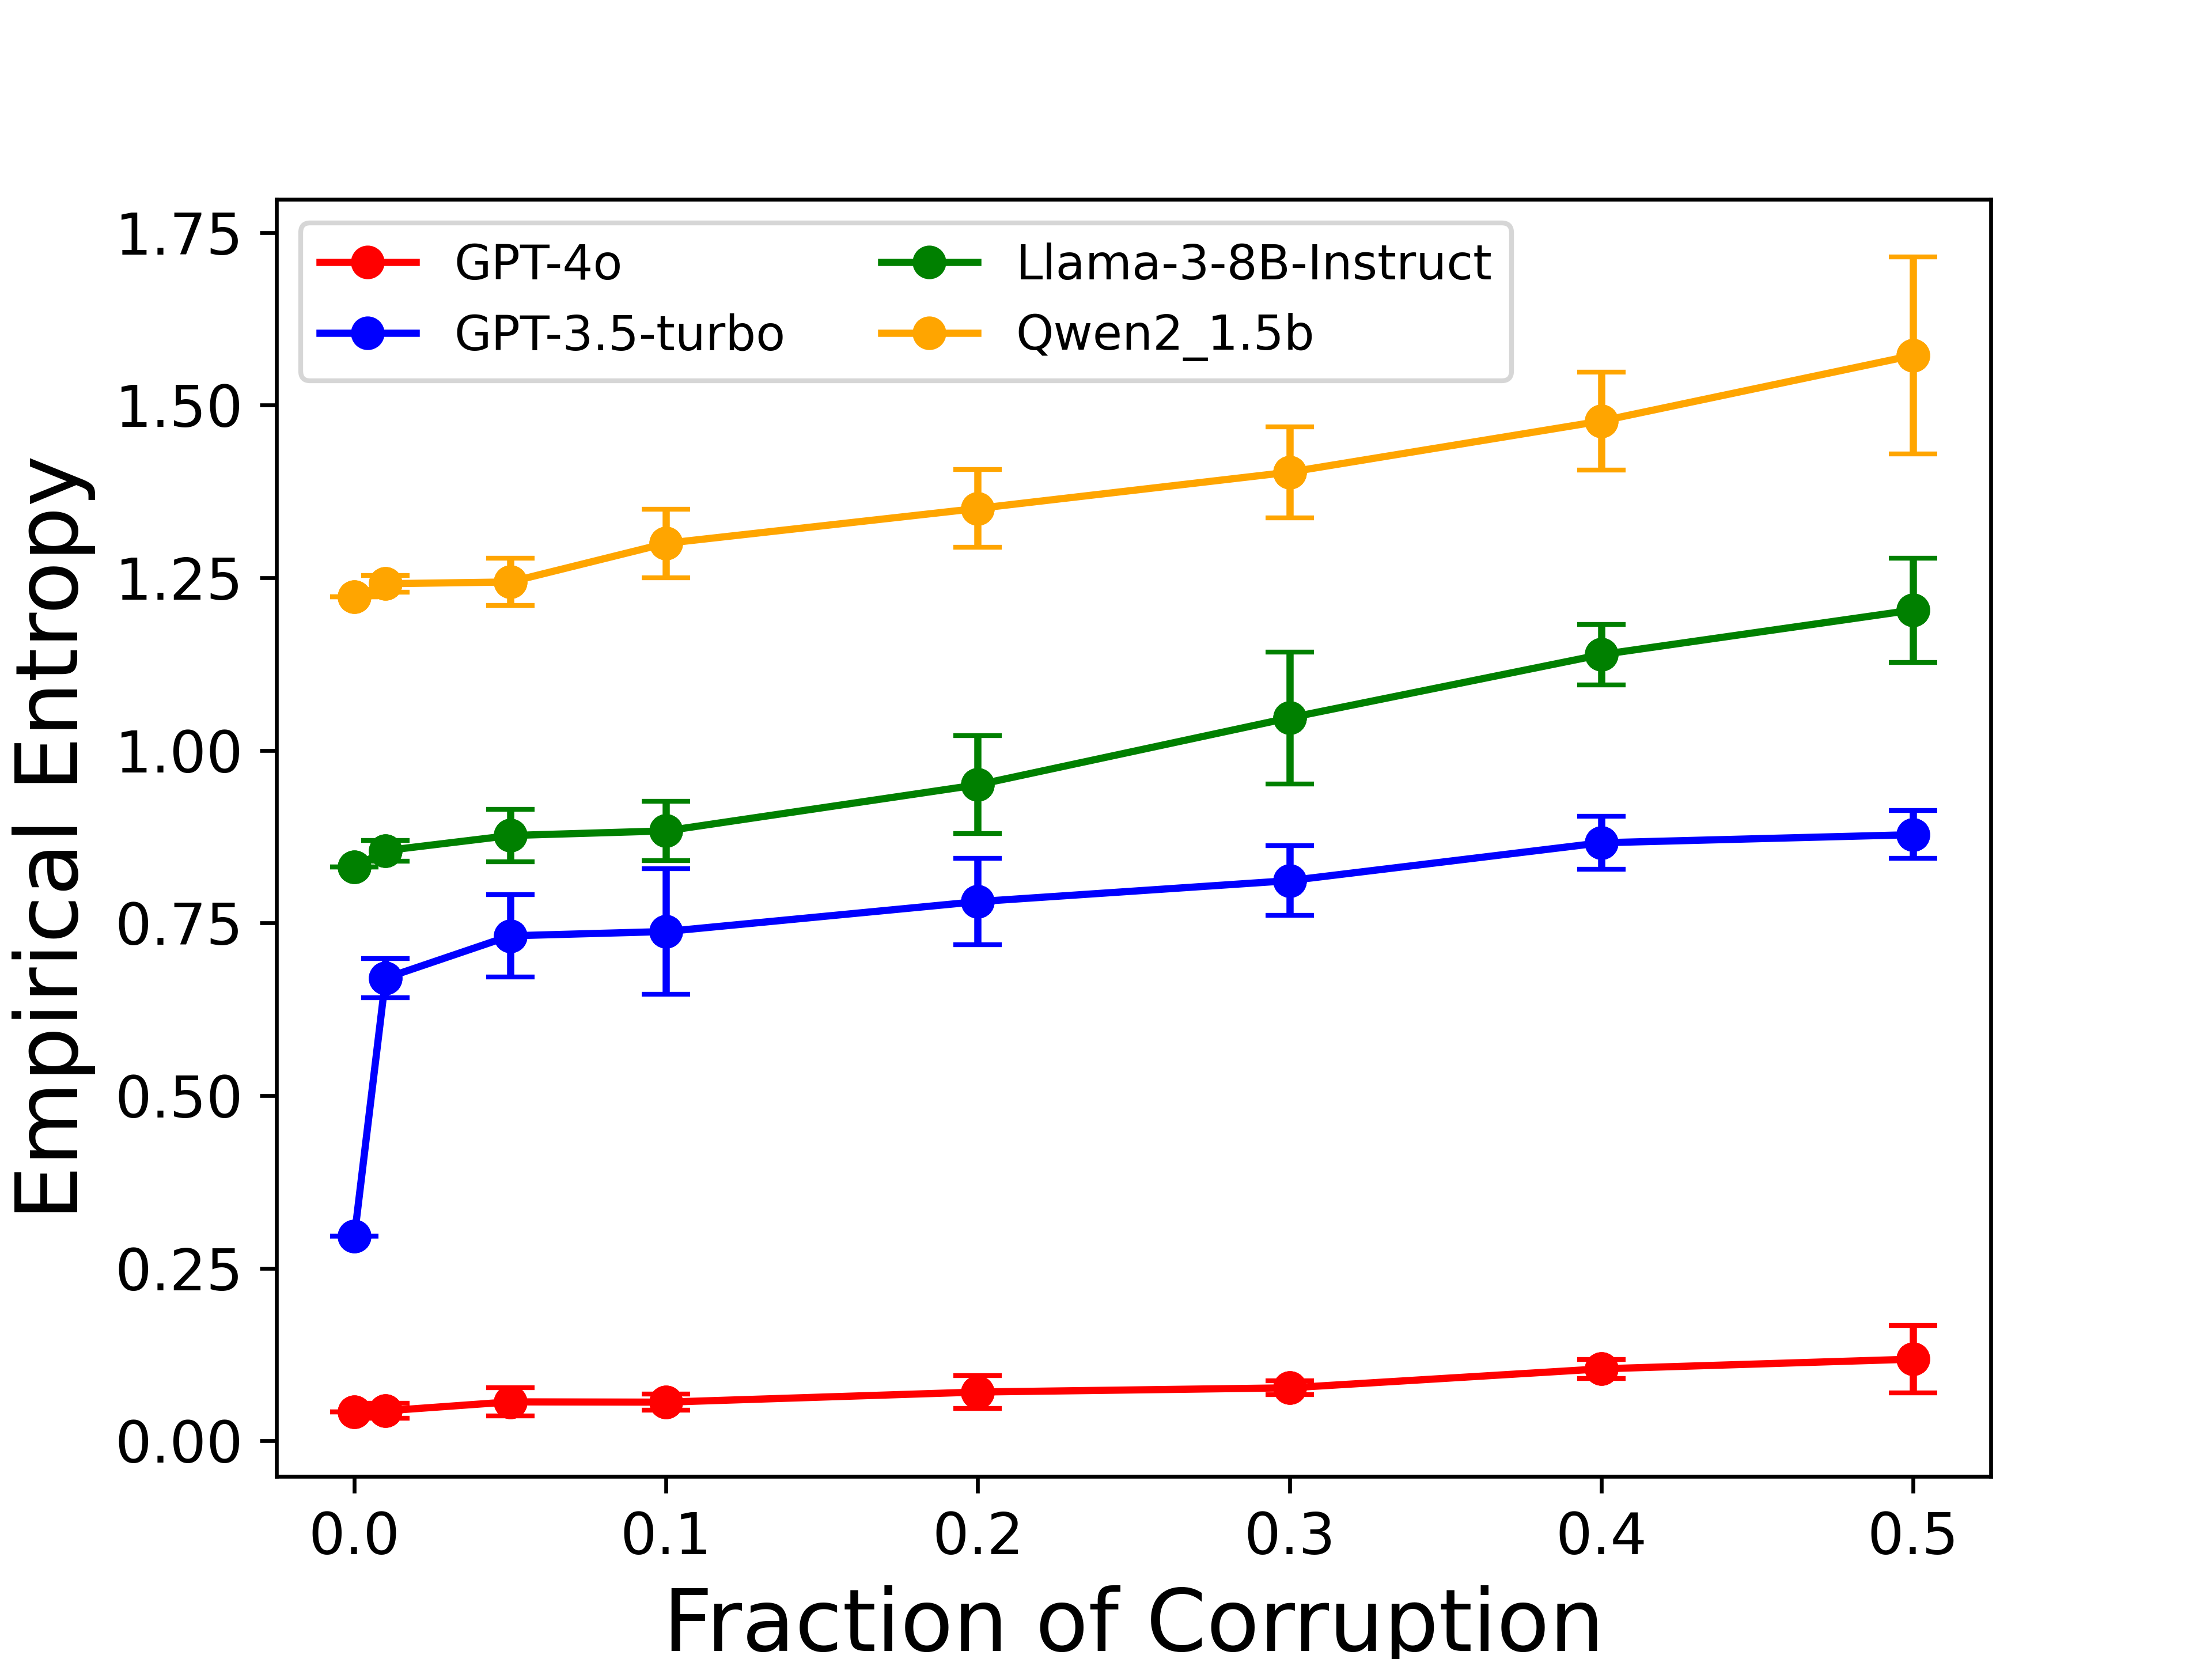 GPT-4o
GPT-3.5-turbo
Llama-3-8B-Instruct
Qwen2_1.5b
Empirical Entropy
1.75
1.50
1.25
1.00
0.75
0.50
0.25
0.00
0.0 0.1 0.2 0.3 0.4 0.5
Fraction of Corruption